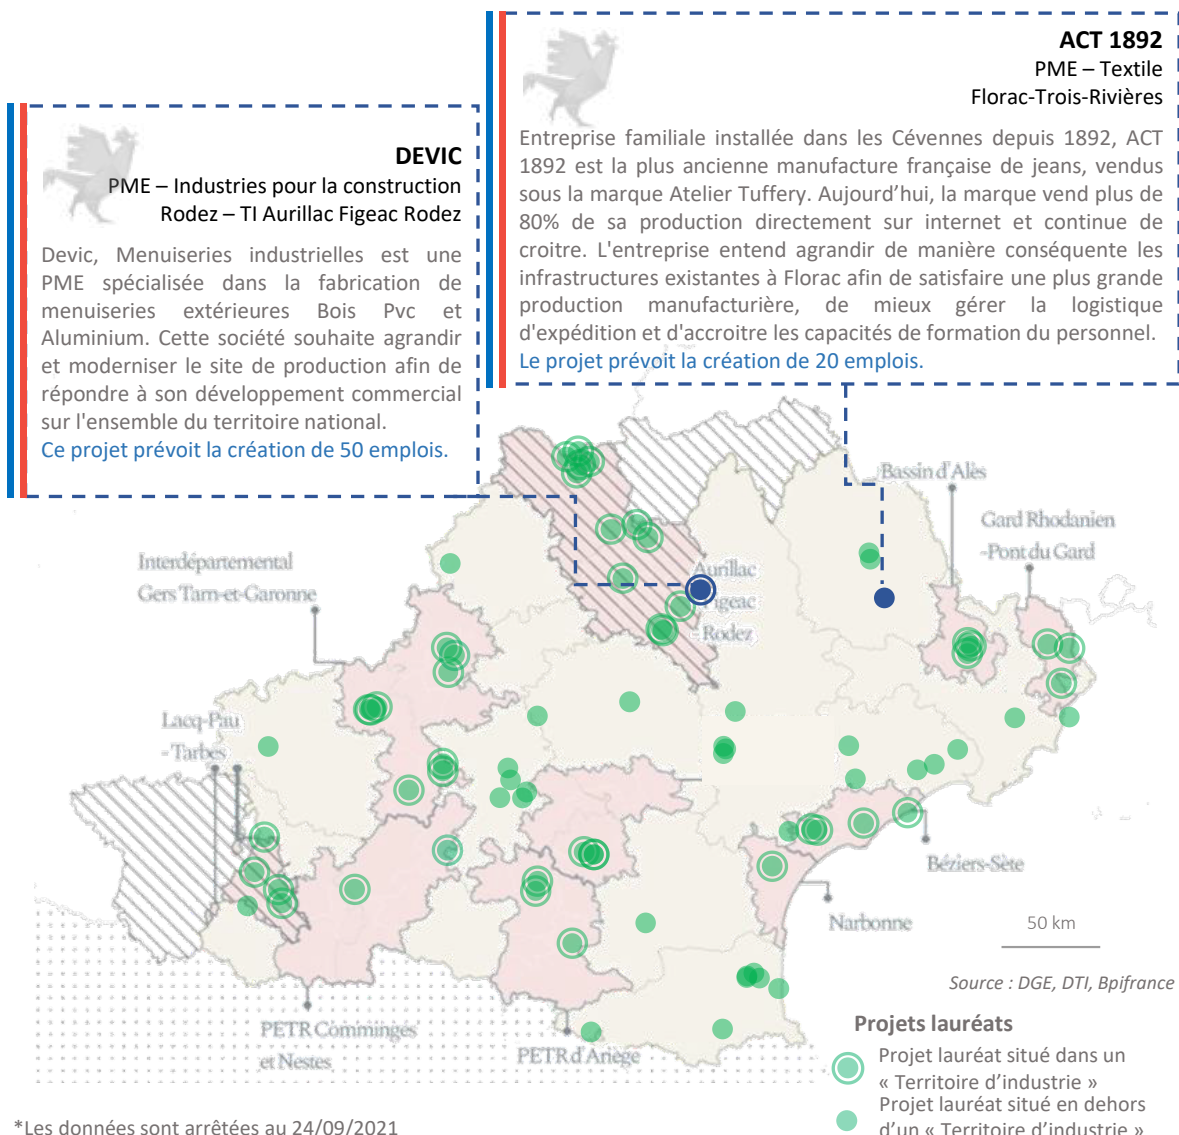 ACT 1892
PME – Textile
Florac-Trois-Rivières
Entreprise familiale installée dans les Cévennes depuis 1892, ACT
1892 est la plus ancienne manufacture française de jeans, vendus
sous la marque Atelier Tuffery. Aujourd’hui, la marque vend plus de
80% de sa production directement sur internet et continue de
croitre. L'entreprise entend agrandir de manière conséquente les
infrastructures existantes à Florac afin de satisfaire une plus grande
production manufacturière, de mieux gérer la logistique
d'expédition et d'accroitre les capacités de formation du personnel.
Le projet prévoit la création de 20 emplois.
DEVIC
PME – Industries pour la construction
Rodez – TI Aurillac Figeac Rodez
Devic, Menuiseries industrielles est une
PME spécialisée dans la fabrication de
menuiseries extérieures Bois Pvc et
Aluminium. Cette société souhaite agrandir
et moderniser le site de production afin de
répondre à son développement commercial
sur l'ensemble du territoire national.
Ce projet prévoit la création de 50 emplois.
Bassin d'Alès
Gard Rhodanien
-Pont du Gard
Interdépartemental
Gers Tarn-et-Garonne
Aurillac
Figeac
- Rodez
Lacq-Pau
- Tarbes
Béziers-Sète
Narbonne
50 km
Source : DGE, DTI, Bpifrance
PETR Comminges
et Nestes
PETR d'Ariège
Projets lauréats
Projet lauréat situé dans un
« Territoire d’industrie »
Projet lauréat situé en dehors
d’un « Territoire d’industrie »
*Les données sont arrêtées au 24/09/2021